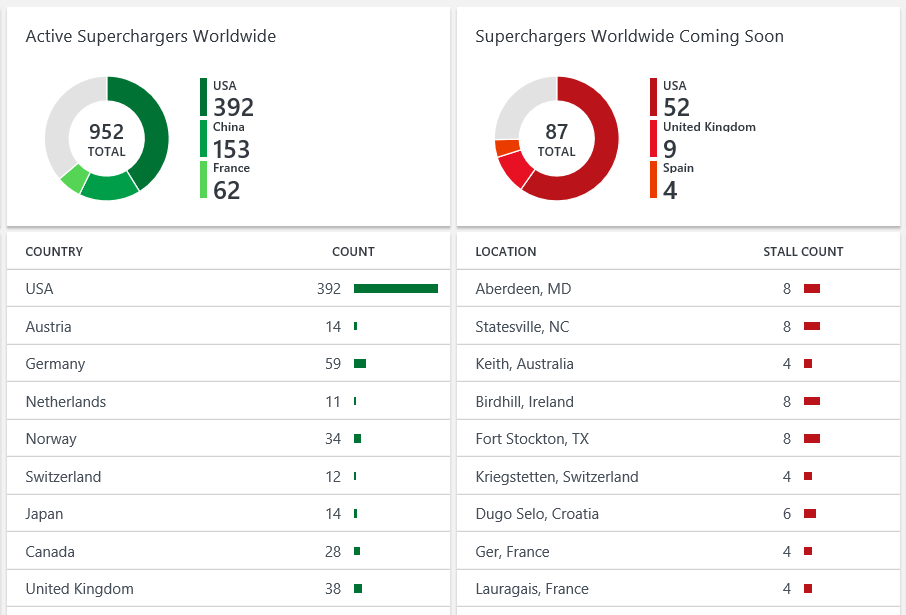 Active Superchargers Worldwide
952
TOTAL
USA
392
China
153
France
62
Superchargers Worldwide Coming Soon
87
TOTAL
USA
52
United Kingdom
9
Spain
4
COUNTRY COUNT
USA 392
Austria 14
Germany 59
Netherlands 11
Norway 34
Switzerland 12
Japan 14
Canada 28
United Kingdom 38
LOCATION STALL COUNT
Aberdeen, MD 8
Statesville, NC 8
Keith, Australia 4
Birdhill, Ireland 8
Fort Stockton, TX 8
Kriegstetten, Switzerland 4
Dugo Selo, Croatia 6
Ger, France 4
Lauragais, France 4